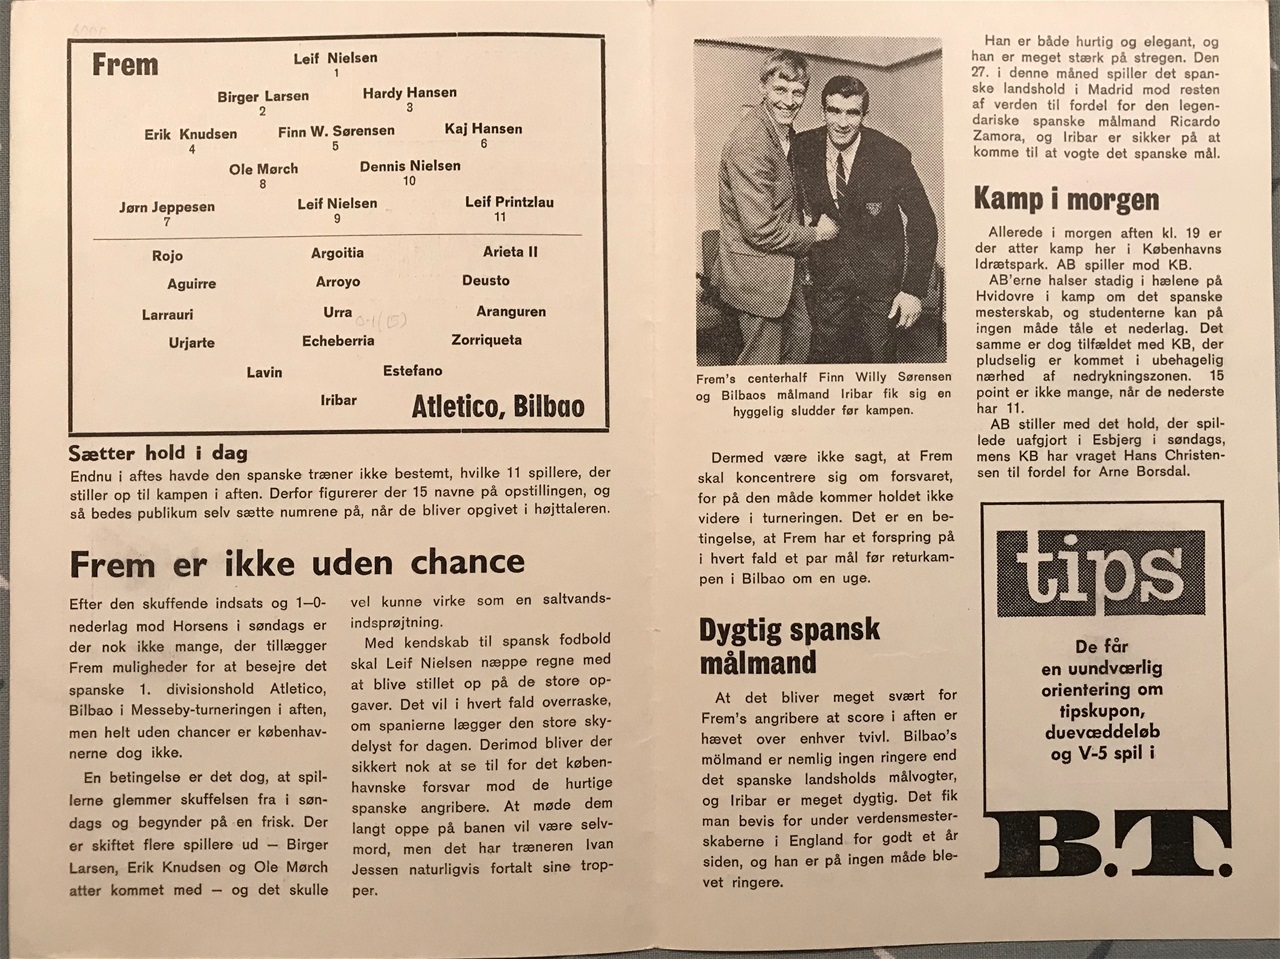 Frem
Leif Nielsen
1
Birger Larsen Hardy Hansen
2 3
Erik Knudsen Finn W. Sørensen Kaj Hansen
4 5 6
Ole Mørch Dennis Nielsen
8 10
Jørn Jeppesen Leif Nielsen Leif Printzlau
7 9 11
Rojo Argoitia Arieta II
Aguirre Arroyo Deusto
Larrauri Urra Aranguren
0-1 (15)
Urjarte Echeberria Zorriqueta
Lavin Estefano
Iribar Atletico, Bilbao
Sætter hold i dag
Endnu i aftes havde den spanske træner ikke bestemt, hvilke 11 spillere, der
stiller op til kampen i aften. Derfor figurerer der 15 navne på opstillingen, og
så bedes publikum selv sætte numrene på, når de bliver opgivet i højttaleren.
Frem er ikke uden chance
Efter den skuffende indsats og 1—0-
nederlag mod Horsens i søndags er
der nok ikke mange, der tillægger
Frem muligheder for at besejre det
spanske 1. divisionshold Atletico,
Bilbao i Messeby-turneringen i aften,
men helt uden chancer er københav-
nerne dog ikke.
En betingelse er det dog, at spil-
lerne glemmer skuffelsen fra i søn-
dags og begynder på en frisk. Der
er skiftet flere spillere ud — Birger
Larsen, Erik Knudsen og Ole Mørch
atter kommet med — og det skulle
vel kunne virke som en saltvands-
indsprøjtning.
Med kendskab til spansk fodbold
skal Leif Nielsen næppe regne med
at blive stillet op på de store op-
gaver. Det vil i hvert fald overraske,
om spanierne lægger den store sky-
delyst for dagen. Derimod bliver der
sikkert nok at se til for det køben-
havnske forsvar mod de hurtige
spanske angribere. At møde dem
langt oppe på banen vil være selv-
mord, men det har træneren Ivan
Jessen naturligvis fortalt sine trop-
per.
Frem's centerhalf Finn Willy Sørensen
og Bilbaos målmand Iribar fik sig en
hyggelig sludder før kampen.
Dermed være ikke sagt, at Frem
skal koncentrere sig om forsvaret,
for på den måde kommer holdet ikke
videre i turneringen. Det er en be-
tingelse, at Frem har et forspring på
i hvert fald et par mål før returkam-
pen i Bilbao om en uge.
Dygtig spansk
målmand
At det bliver meget svært for
Frem's angribere at score i aften er
hævet over enhver tvivl. Bilbao's
mölmand er nemlig ingen ringere end
det spanske landsholds målvogter,
og Iribar er meget dygtig. Det fik
man bevis for under verdensmester-
skaberne i England for godt et år
siden, og han er på ingen måde ble-
vet ringere.
Han er både hurtig og elegant, og
han er meget stærk på stregen. Den
27. i denne måned spiller det span-
ske landshold i Madrid mod resten
af verden til fordel for den legen-
dariske spanske målmand Ricardo
Zamora, og Iribar er sikker på at
komme til at vogte det spanske mål.
Kamp i morgen
Allerede i morgen aften kl. 19 er
der atter kamp her i Københavns
Idrætspark. AB spiller mod KB.
AB'erne halser stadig i hælene på
Hvidovre i kamp om det spanske
mesterskab, og studenterne kan på
ingen måde tåle et nederlag. Det
samme er dog tilfældet med KB, der
pludselig er kommet i ubehagelig
nærhed af nedrykningszonen. 15
point er ikke mange, når de nederste
har 11.
AB stiller med det hold, der spil-
lede uafgjort i Esbjerg i søndags,
mens KB har vraget Hans Christen-
sen til fordel for Arne Borsdal.
tips
De får
en uundværlig
orientering om
tipskupon,
duevæddeløb
og V-5 spil i
B.T.